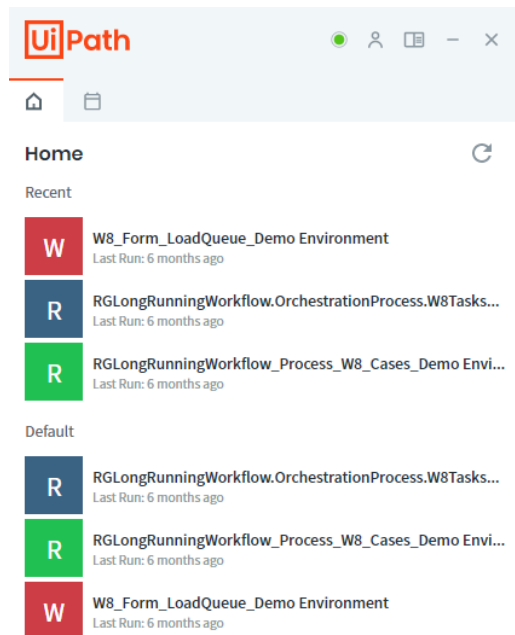 UiPath
Home
Recent
W
W8_Form_LoadQueue_Demo Environment
Last Run: 6 months ago
R
RGLongRunningWorkflow.OrchestrationProcess.W8Tasks...
Last Run: 6 months ago
R
RGLongRunningWorkflow_Process_W8_Cases_Demo Envi...
Last Run: 6 months ago
Default
R
RGLongRunningWorkflow.OrchestrationProcess.W8Tasks...
Last Run: 6 months ago
R
RGLongRunningWorkflow_Process_W8_Cases_Demo Envi...
Last Run: 6 months ago
W
W8_Form_LoadQueue_Demo Environment
Last Run: 6 months ago